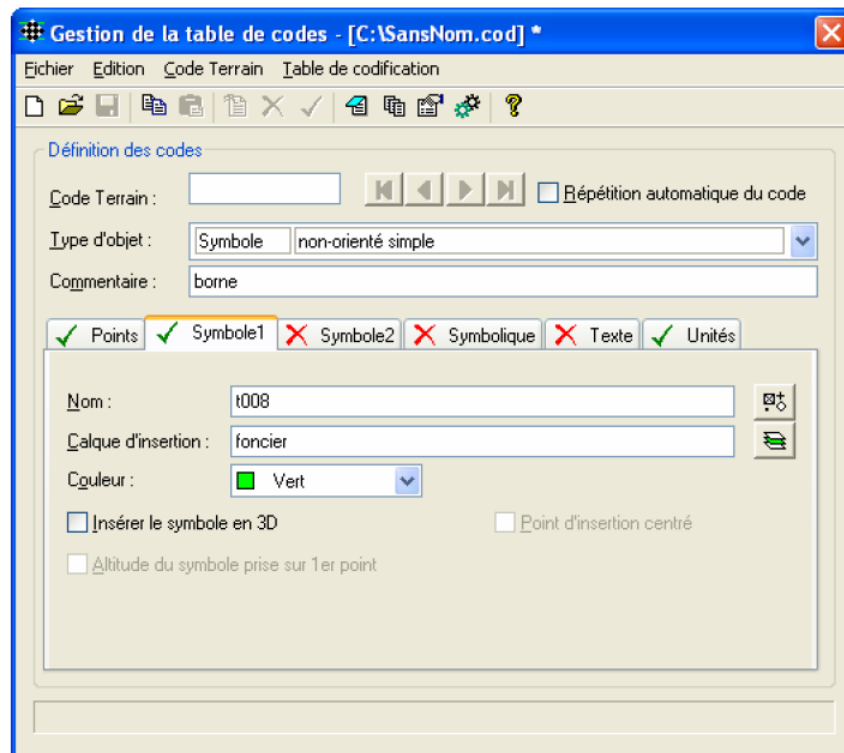 Gestion de la table de codes - [C:\SansNom.cod] *
Fichier Edition Code Terrain Table de codification
Définition des codes
Code Terrain :
Répétition automatique du code
Type d'objet : Symbole non-orienté simple
Commentaire : borne
Points Symbole1 Symbole2 Symbolique Texte Unités
Nom : t008
Calque d'insertion : foncier
Couleur : Vert
Insérer le symbole en 3D Point d'insertion centré
Altitude du symbole prise sur 1er point